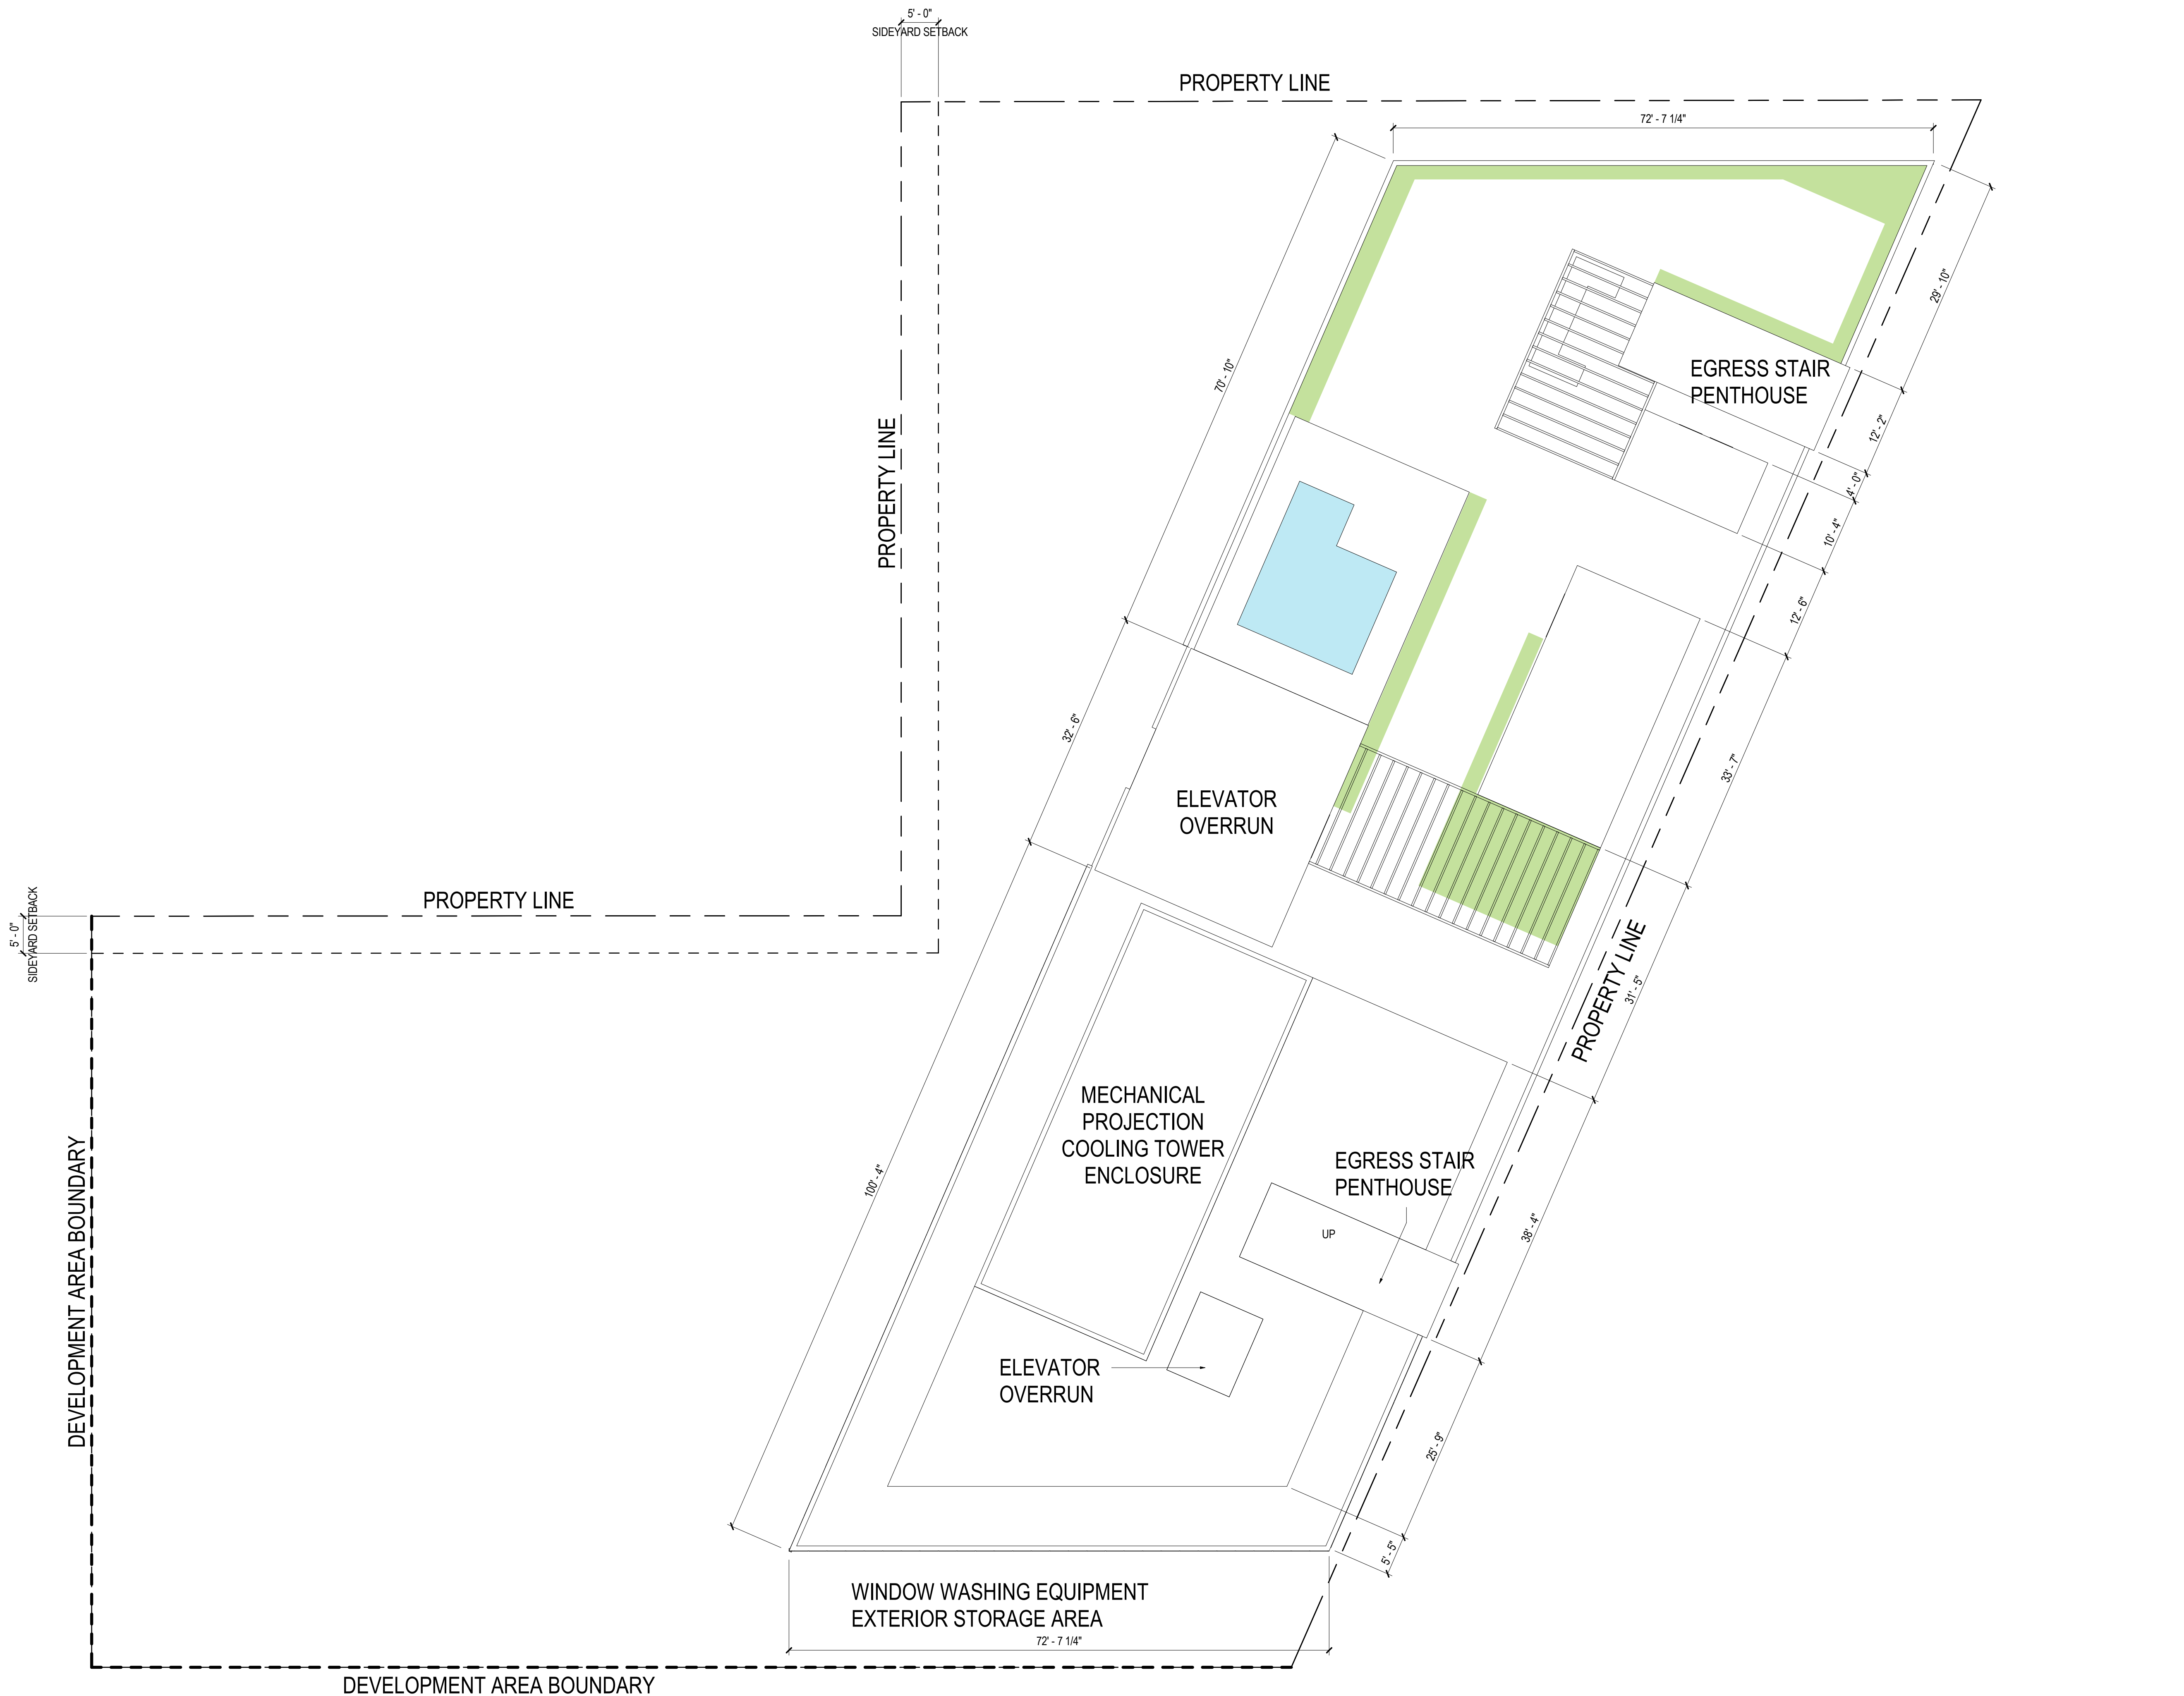 5' - 0"
SIDEYARD SETBACK
PROPERTY LINE
72' - 7 1/4"
29' - 10"
70' - 10"
EGRESS STAIR
PENTHOUSE
12' - 2"
4' - 0"
PROPERTY LINE
10' - 4"
12' - 6"
32' - 6"
33' - 7"
ELEVATOR
OVERRUN
PROPERTY LINE
5' - 0"
SIDEYARD SETBACK
PROPERTY LINE
31' - 5"
MECHANICAL
PROJECTION
COOLING TOWER
ENCLOSURE
100' - 4"
EGRESS STAIR
PENTHOUSE
UP
38' - 4"
DEVELOPMENT AREA BOUNDARY
ELEVATOR
OVERRUN
25' - 9"
5' - 5"
WINDOW WASHING EQUIPMENT
EXTERIOR STORAGE AREA
72' - 7 1/4"
DEVELOPMENT AREA BOUNDARY